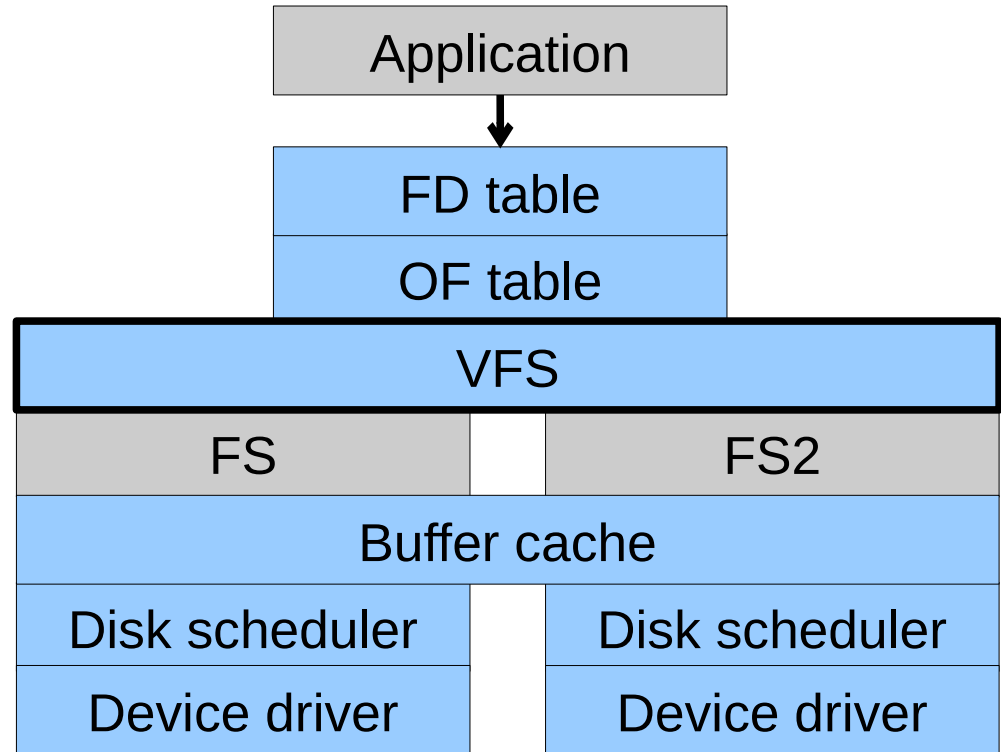 Application
FD table
OF table
VFS
FS
FS2
Buffer cache
Disk scheduler
Disk scheduler
Device driver
Device driver